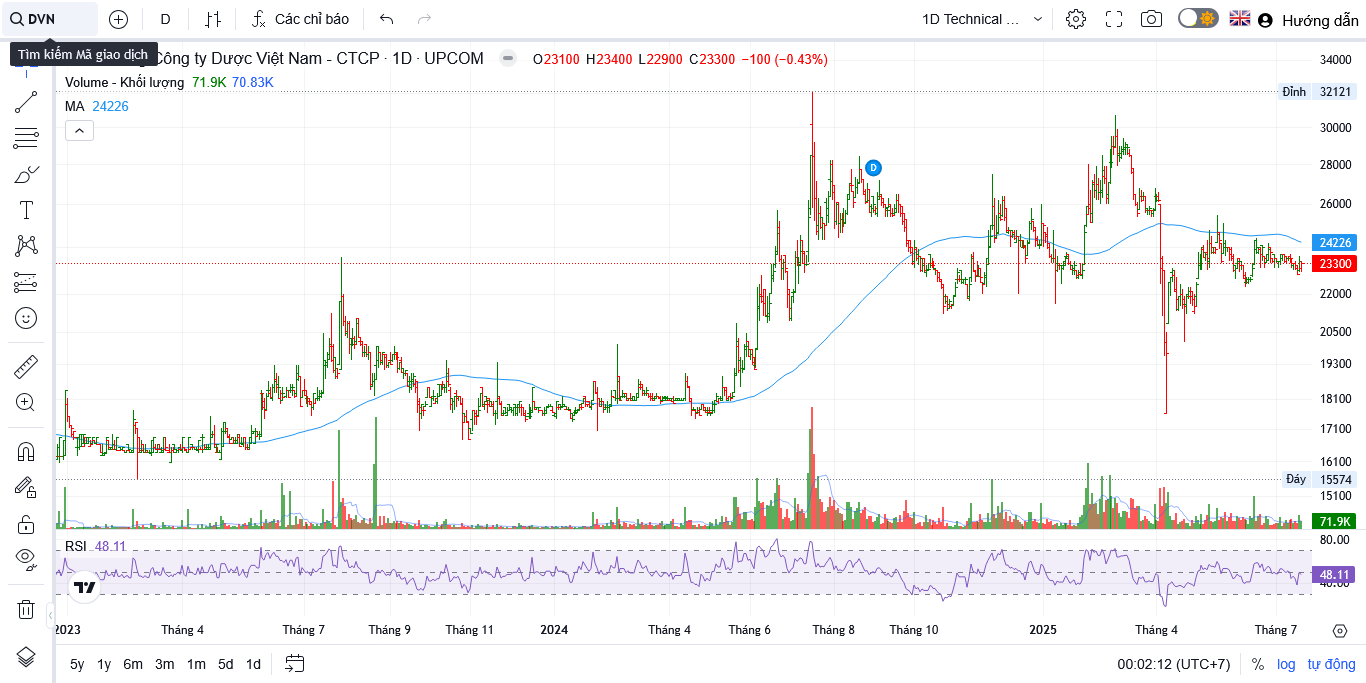 DVN D Các chỉ báo 1D Technical ... Hướng dẫn
Tìm kiếm Mã giao dịch
Công ty Dược Việt Nam - CTCP · 1D · UPCOM O23100 H23400 L22900 C23300 −100 (−0.43%)
Volume - Khối lượng 71.9K 70.83K
MA 24226
34000
Đỉnh 32121
30000
D
28000
26000
24226
23300
22000
20500
19300
18100
17100
16100
Đáy 15574
15100
71.9K
RSI 48.11
80.00
48.11
40.00
2023 Tháng 4 Tháng 7 Tháng 9 Tháng 11 2024 Tháng 4 Tháng 6 Tháng 8 Tháng 10 2025 Tháng 4 Tháng 7
5y 1y 6m 3m 1m 5d 1d 00:02:12 (UTC+7) % log tự động